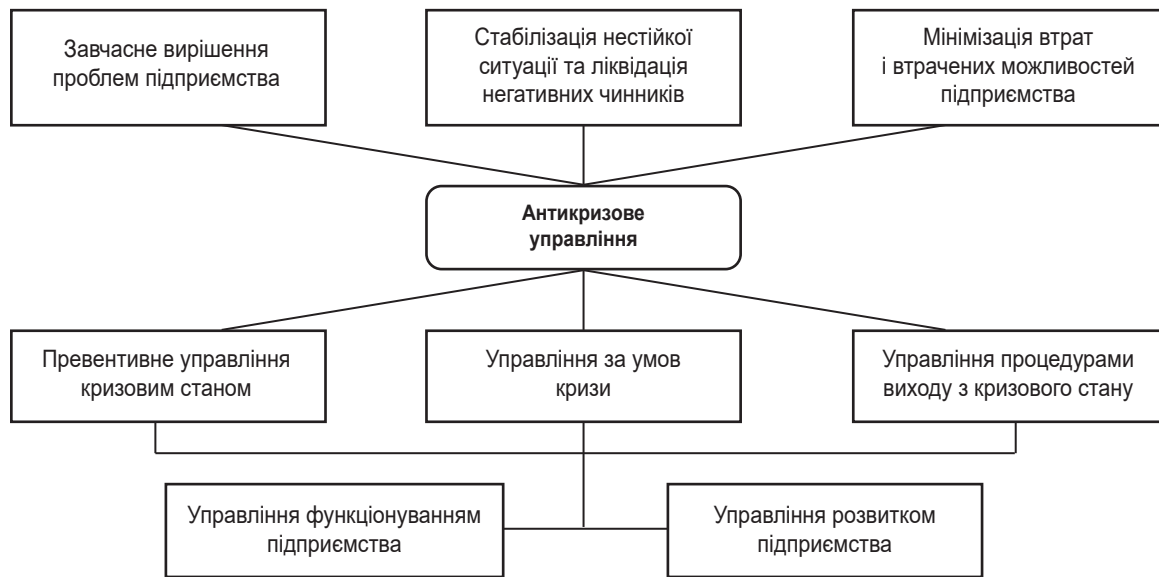 Завчасне вирішення
проблем підприємства
Стабілізація нестійкої
ситуації та ліквідація
негативних чинників
Мінімізація втрат
і втрачених можливостей
підприємства
Антикризове
управління
Превентивне управління
кризовим станом
Управління за умов
кризи
Управління процедурами
виходу з кризового стану
Управління функціонуванням
підприємства
Управління розвитком
підприємства